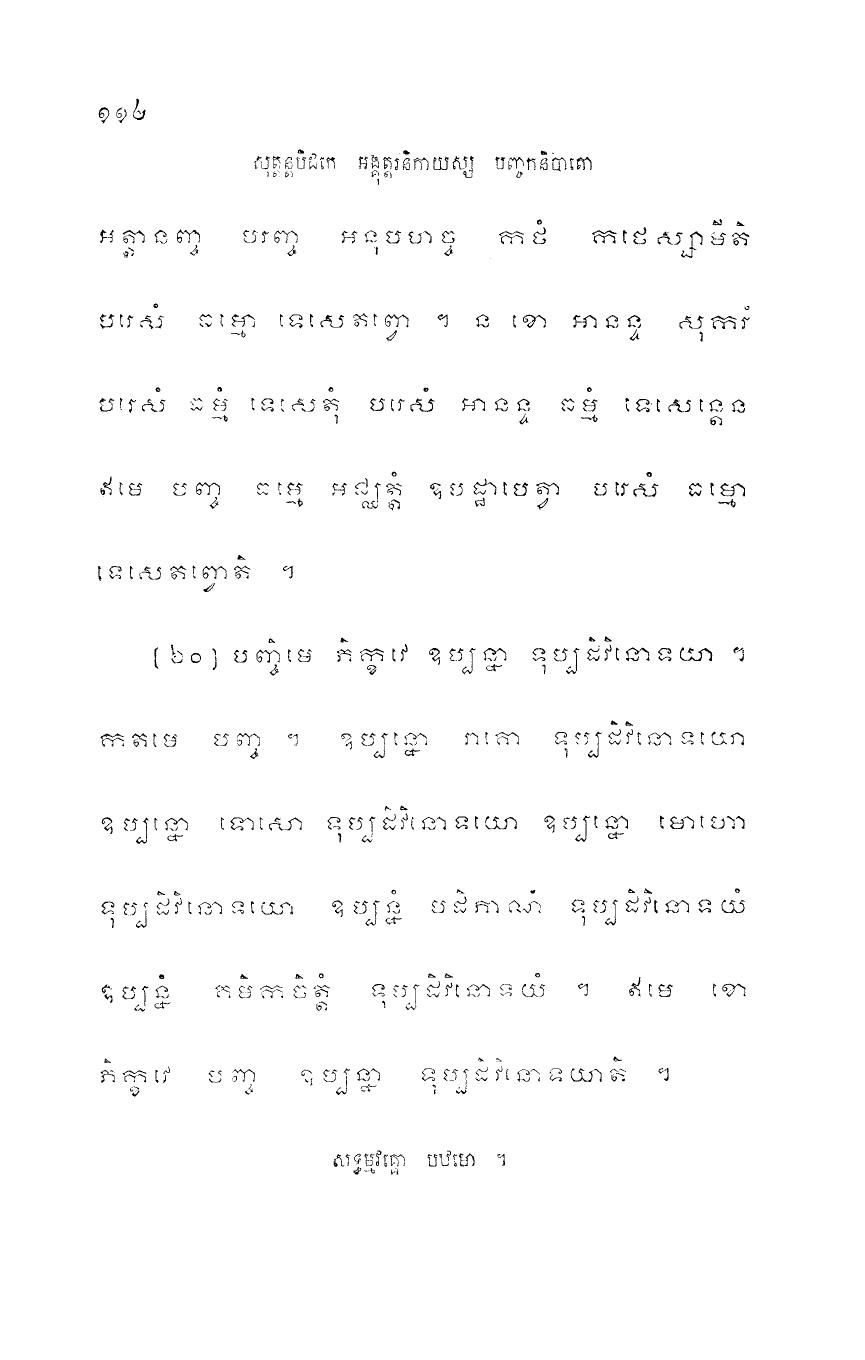 ១១៤
សុត្តន្តបិដកេ អង្គុត្តរនិកាយស្ស បញ្ចកនិបាតោ
អត្តានញ្ច បរញ្ច អនុបហច្ច កថំ កថេស្សាមីតិ
បរេសំ ធម្មោ ទេសេតព្វោ ។ ន ខោ អានន្ទ សុករំ
បរេសំ ធម្មំ ទេសេតុំ បរេសំ អានន្ទ ធម្មំ ទេសេន្តេន
ឥមេ បញ្ច ធម្មេ អជ្ឈត្តំ ឧបដ្ឋាបេត្វា បរេសំ ធម្មោ
ទេសេតព្វោតិ ។
(៦០) បញ្ចិមេ ភិក្ខវេ ឧប្បន្នា ទុប្បដិវិនោទយា ។
កតមេ បញ្ច ។ ឧប្បន្នោ រាគោ ទុប្បដិវិនោទយោ
ឧប្បន្នោ ទោសោ ទុប្បដិវិនោទយោ ឧប្បន្នោ មោហោ
ទុប្បដិវិនោទយោ ឧប្បន្នំ បដិភាណំ ទុប្បដិវិនោទយំ
ឧប្បន្នំ គមិកចិត្តំ ទុប្បដិវិនោទយំ ។ ឥមេ ខោ
ភិក្ខវេ បញ្ច ឧប្បន្នា ទុប្បដិវិនោទយាតិ ។
សទ្ធម្មវគ្គោ បឋមោ ។